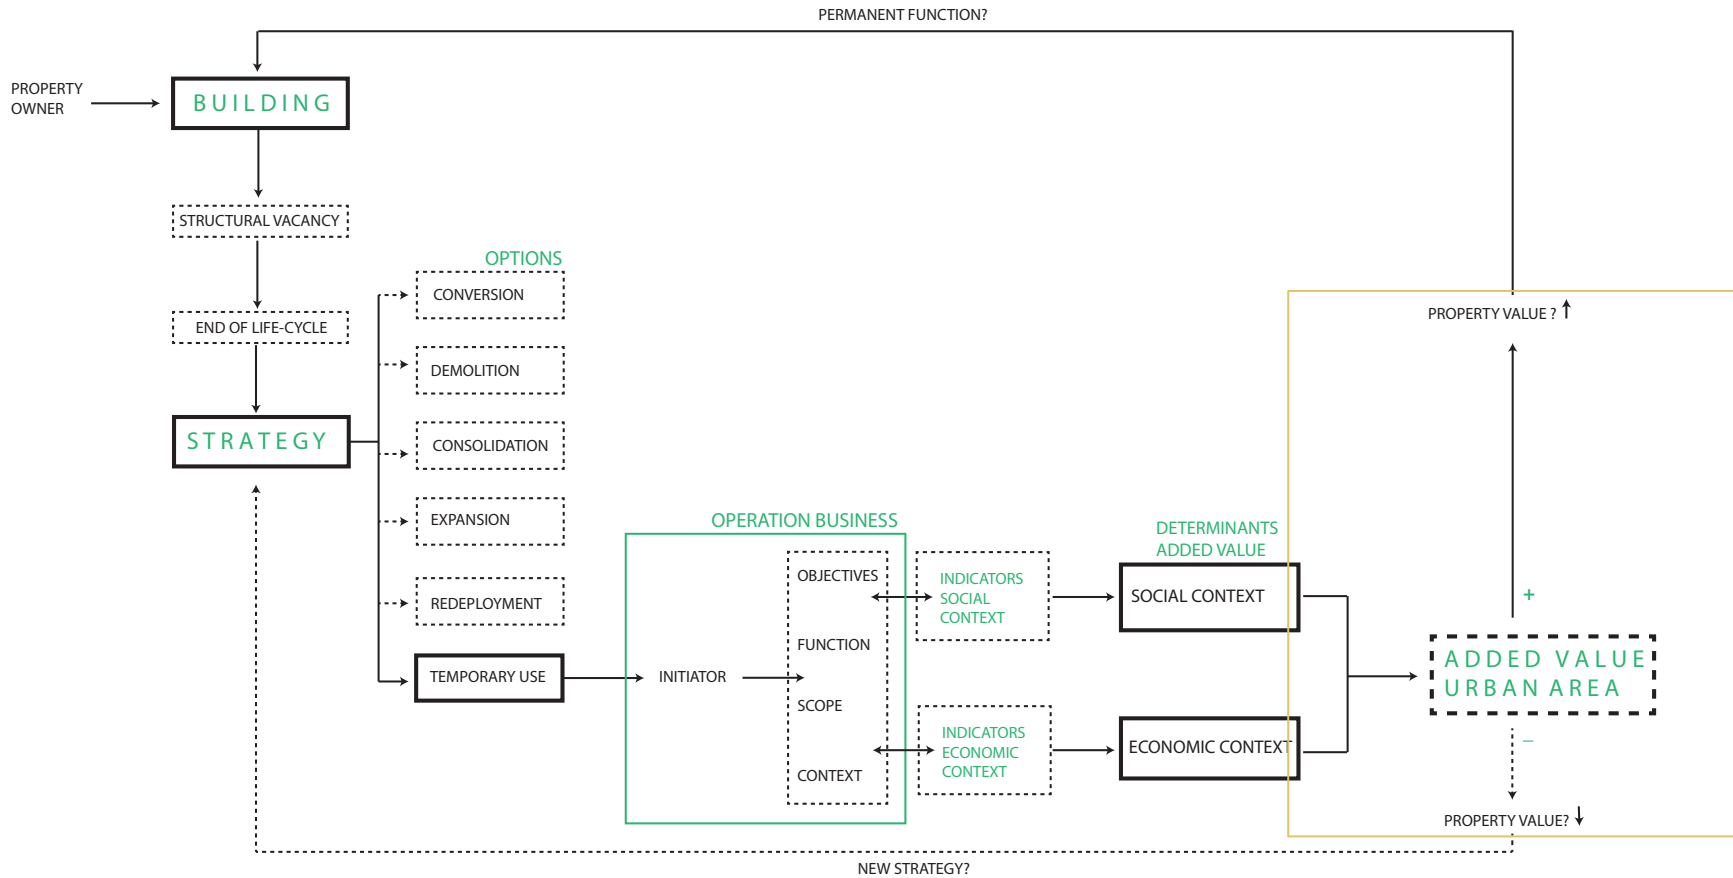 PERMANENT FUNCTION?
PROPERTY
OWNER
BUILDING
STRUCTURAL VACANCY
END OF LIFE-CYCLE
STRATEGY
OPTIONS
CONVERSION
DEMOLITION
CONSOLIDATION
EXPANSION
REDEPLOYMENT
TEMPORARY USE
OPERATION BUSINESS
INITIATOR
OBJECTIVES
FUNCTION
SCOPE
CONTEXT
INDICATORS
SOCIAL
CONTEXT
INDICATORS
ECONOMIC
CONTEXT
DETERMINANTS
ADDED VALUE
SOCIAL CONTEXT
ECONOMIC CONTEXT
PROPERTY VALUE ?
+
ADDED VALUE
URBAN AREA
–
PROPERTY VALUE?
NEW STRATEGY?